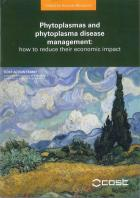 Phytoplasmas and
phytoplasma disease
management:
how to reduce their economic impact
cost